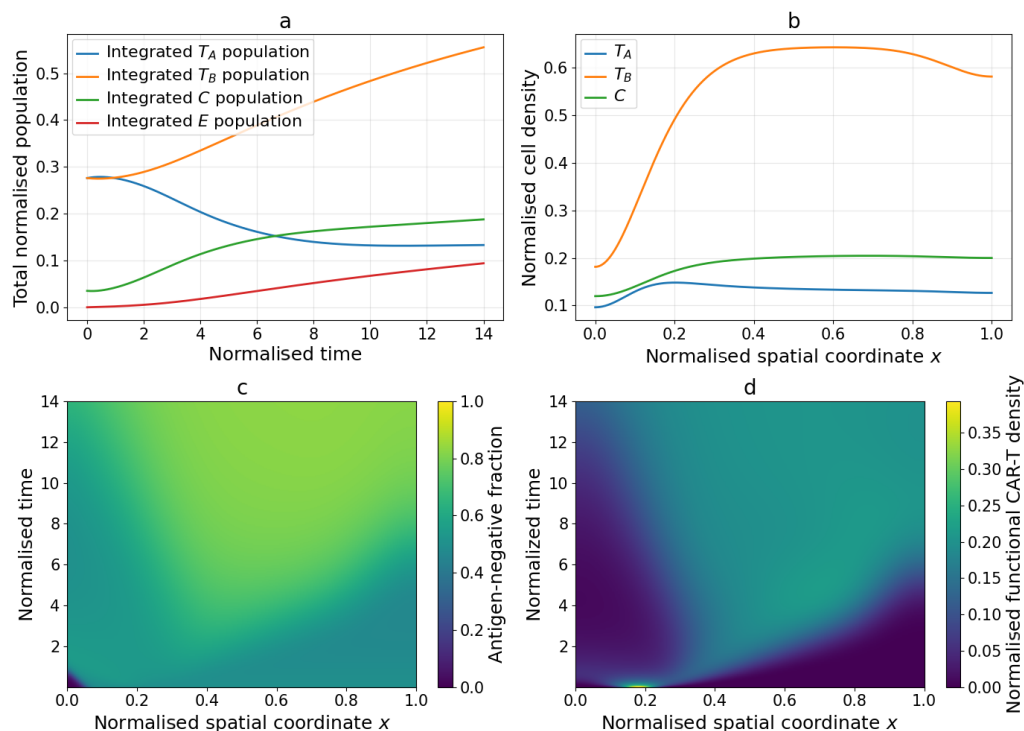 a
Integrated T_A population
Integrated T_B population
Integrated C population
Integrated E population
Total normalised population
0.5
0.4
0.3
0.2
0.1
0.0
0 2 4 6 8 10 12 14
Normalised time
b
T_A
T_B
C
Normalised cell density
0.6
0.5
0.4
0.3
0.2
0.1
0.0 0.2 0.4 0.6 0.8 1.0
Normalised spatial coordinate x
c
Normalised time
14
12
10
8
6
4
2
0.0 0.2 0.4 0.6 0.8 1.0
Normalised spatial coordinate x
1.0
0.8
0.6
0.4
0.2
0.0
Antigen-negative fraction
d
Normalized time
14
12
10
8
6
4
2
0.0 0.2 0.4 0.6 0.8 1.0
Normalised spatial coordinate x
0.35
0.30
0.25
0.20
0.15
0.10
0.05
0.00
Normalised functional CAR-T density